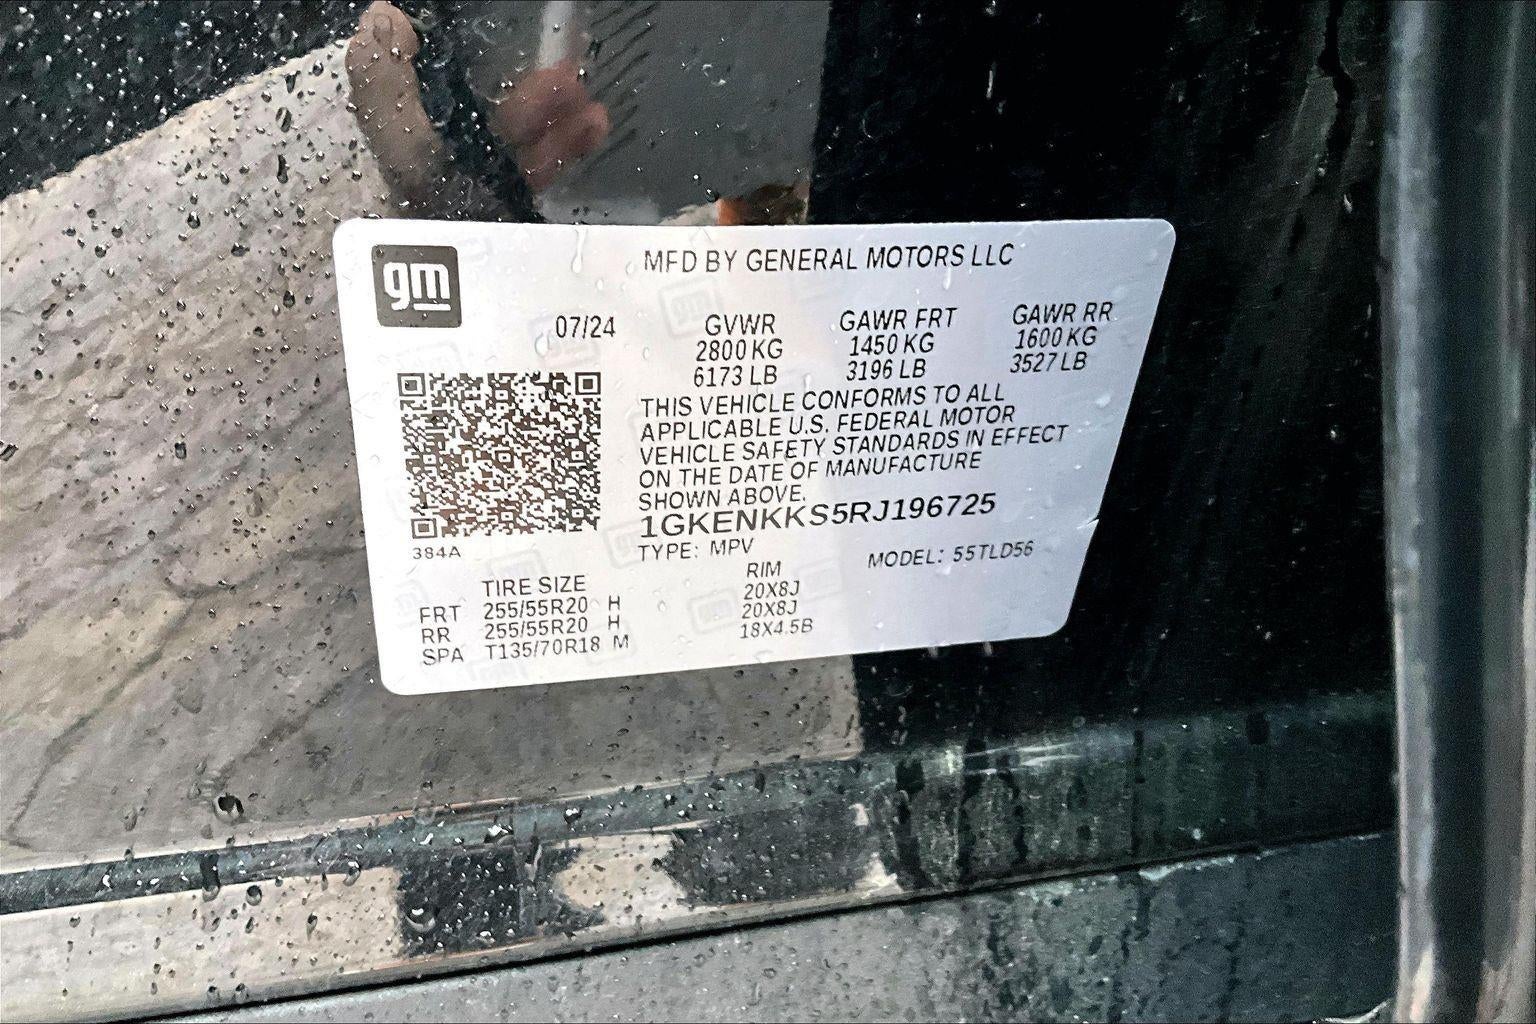 gm
MFD BY GENERAL MOTORS LLC
07/24 GVWR GAWR FRT GAWR RR
2800 KG 1450 KG 1600 KG
6173 LB 3196 LB 3527 LB
THIS VEHICLE CONFORMS TO ALL
APPLICABLE U.S. FEDERAL MOTOR
VEHICLE SAFETY STANDARDS IN EFFECT
ON THE DATE OF MANUFACTURE
SHOWN ABOVE.
1GKENKKS5RJ196725
384A
TYPE: MPV MODEL: 55TLD56
TIRE SIZE RIM
FRT 255/55R20 H 20X8J
RR 255/55R20 H 20X8J
SPA T135/70R18 M 18X4.5B